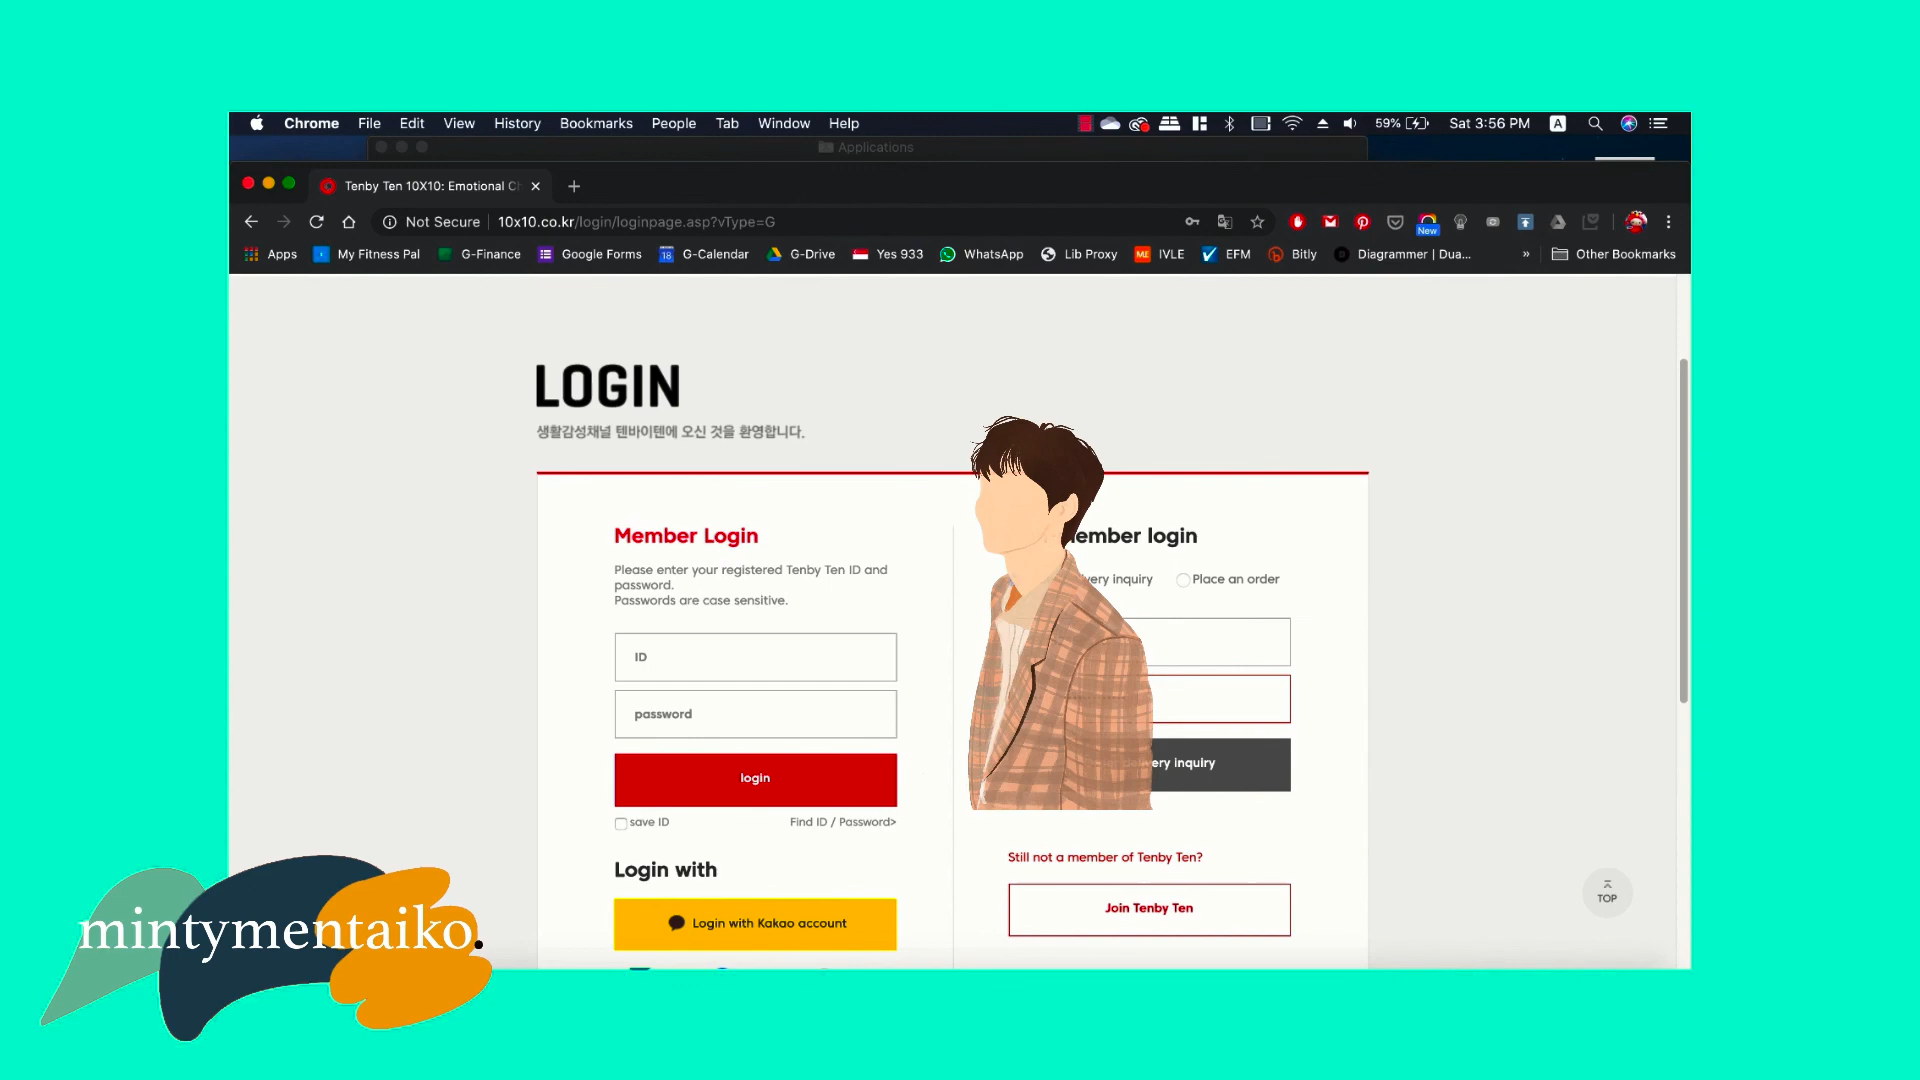 Chrome File Edit View History Bookmarks People Tab Window Help 59% Sat 3:56 PM A
Applications
Tenby Ten 10X10: Emotional C
Not Secure 10x10.co.kr/login/loginpage.asp?vType=G
New
Apps My Fitness Pal G-Finance Google Forms 18 G-Calendar G-Drive Yes 933 WhatsApp Lib Proxy IVLE EFM Bitly Diagrammer | Dua... » Other Bookmarks
LOGIN
생활감성채널 텐바이텐에 오신 것을 환영합니다.
Member Login
Please enter your registered Tenby Ten ID and
password.
Passwords are case sensitive.
ID
password
login
save ID Find ID / Password>
Login with
Login with Kakao account
ember login
very inquiry Place an order
ery inquiry
Still not a member of Tenby Ten?
Join Tenby Ten
TOP
mintymentaiko.